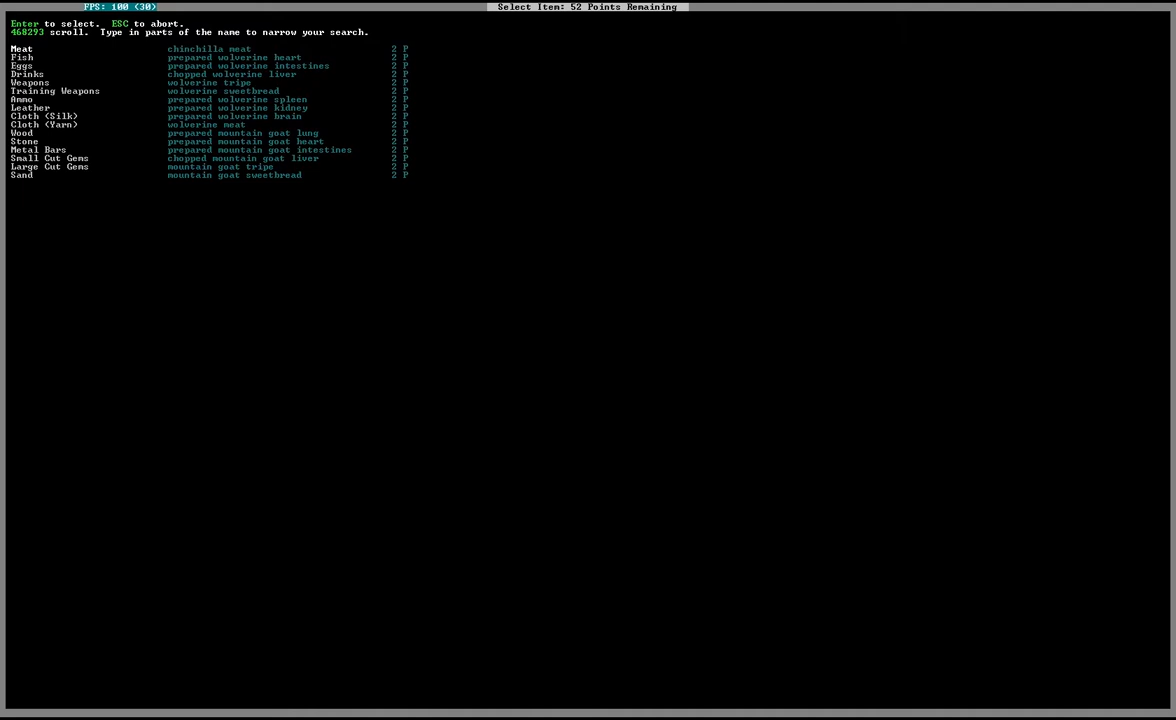 FPS: 100 (30) Select Item: 52 Points Remaining
Enter to select. ESC to abort.
468293 scroll. Type in parts of the name to narrow your search.
Meat chinchilla meat 2 P
Fish prepared wolverine heart 2 P
Eggs prepared wolverine intestines 2 P
Drinks chopped wolverine liver 2 P
Weapons wolverine tripe 2 P
Training Weapons wolverine sweetbread 2 P
Ammo prepared wolverine spleen 2 P
Leather prepared wolverine kidney 2 P
Cloth (Silk) prepared wolverine brain 2 P
Cloth (Yarn) wolverine meat 2 P
Wood prepared mountain goat lung 2 P
Stone prepared mountain goat heart 2 P
Metal Bars prepared mountain goat intestines 2 P
Small Cut Gems chopped mountain goat liver 2 P
Large Cut Gems mountain goat tripe 2 P
Sand mountain goat sweetbread 2 P